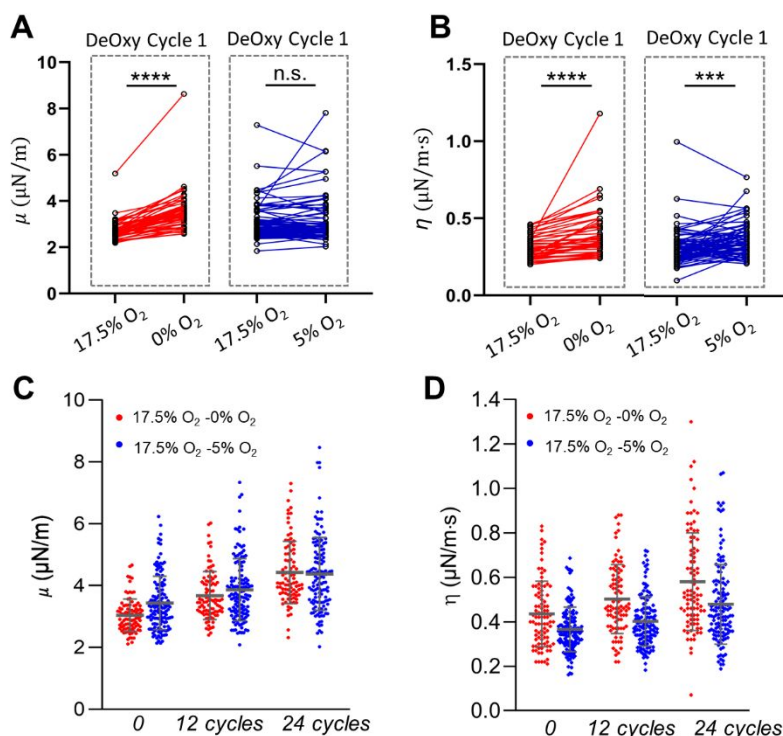 A
DeOxy Cycle 1
DeOxy Cycle 1
****
n.s.
μ (μN/m)
10
8
6
4
2
0
17.5% O₂
0% O₂
17.5% O₂
5% O₂
B
DeOxy Cycle 1
DeOxy Cycle 1
****
***
η (μN/m·s)
1.5
1.0
0.5
0.0
17.5% O₂
0% O₂
17.5% O₂
5% O₂
C
17.5% O₂ -0% O₂
17.5% O₂ -5% O₂
μ (μN/m)
10
8
6
4
2
0
0
12 cycles
24 cycles
D
17.5% O₂ -0% O₂
17.5% O₂ -5% O₂
η (μN/m·s)
1.4
1.2
1.0
0.8
0.6
0.4
0.2
0.0
0
12 cycles
24 cycles